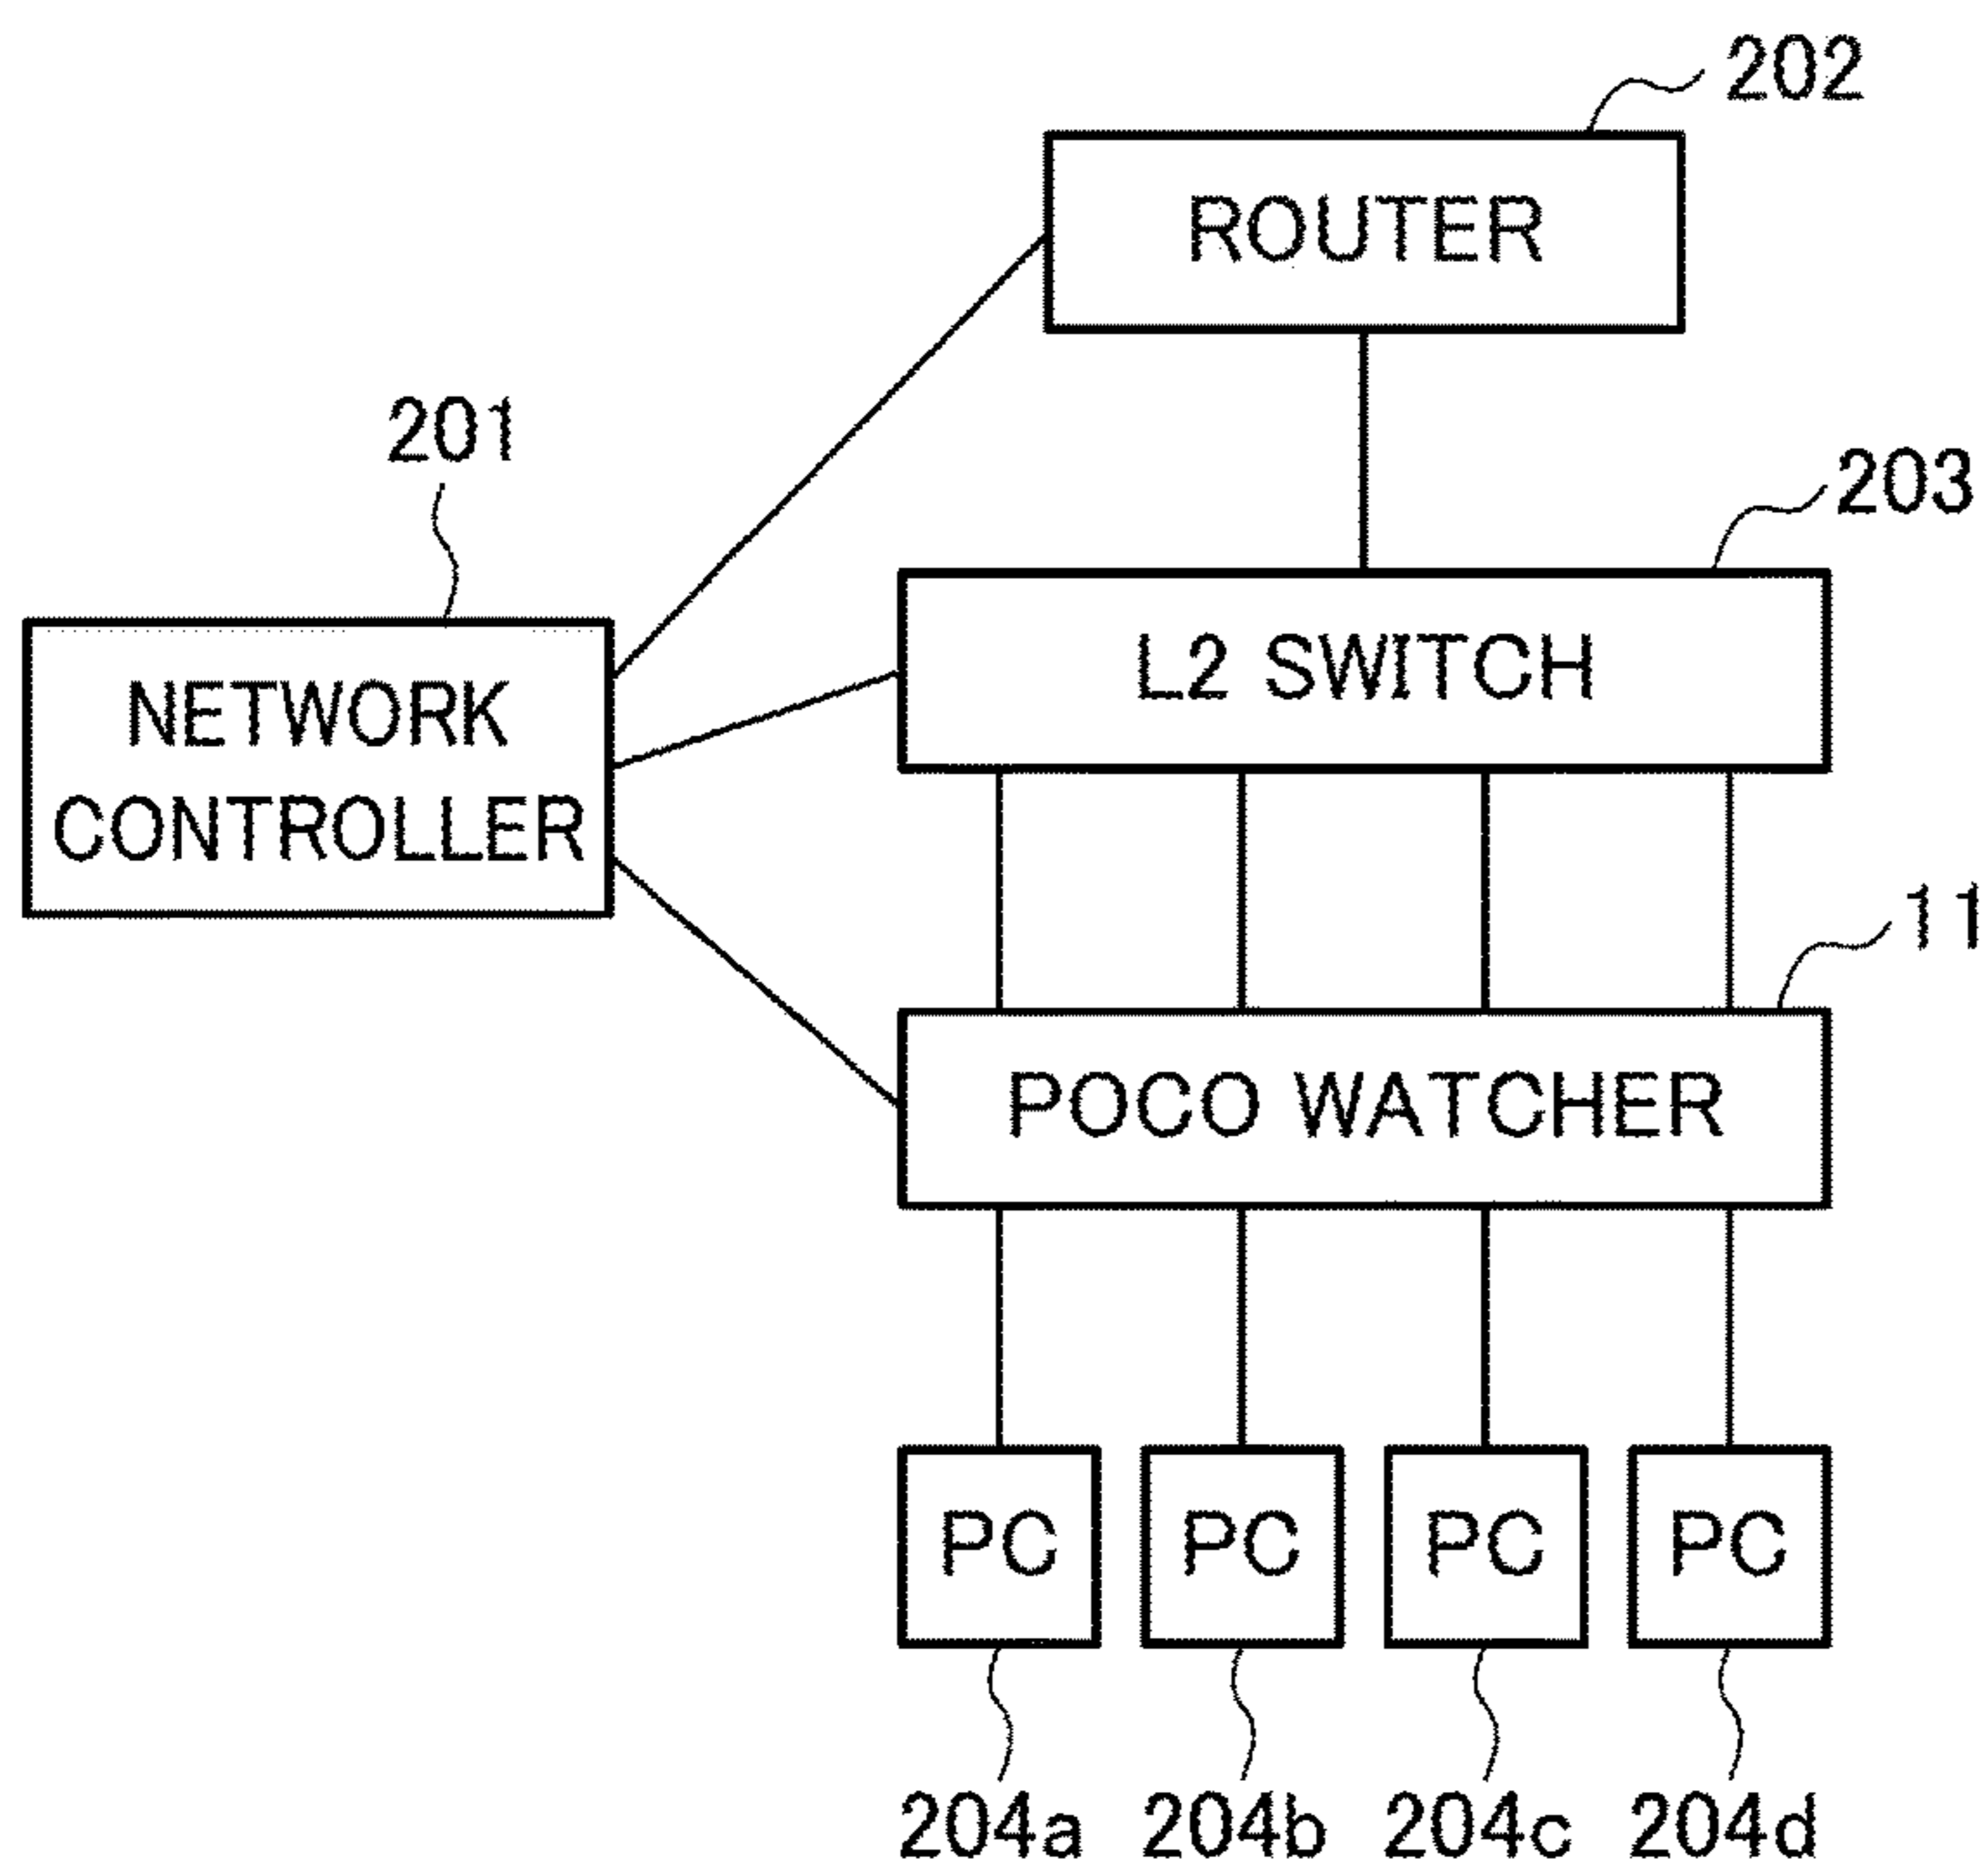 202
ROUTER
201
203
L2 SWITCH
NETWORK
CONTROLLER
11
POCO WATCHER
PC PC PC PC
204a 204b 204c 204d